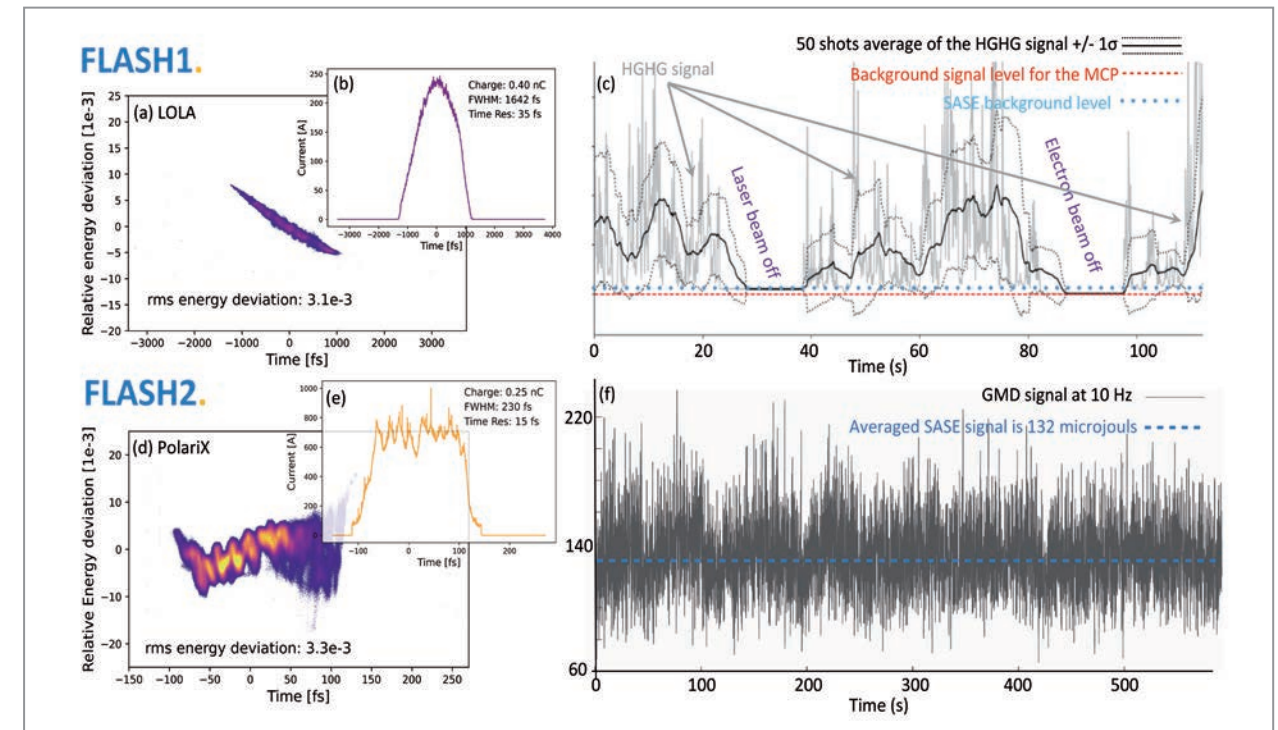 FLASH1.
(a) LOLA
Relative energy deviation [1e-3]
25
20
15
10
5
0
−5
−10
−15
−20
rms energy deviation: 3.1e-3
−3000 −2000 −1000 0 1000 2000 3000
Time [fs]
(b)
Charge: 0.40 nC
FWHM: 1642 fs
Time Res: 35 fs
Current [A]
250
200
150
100
50
0
−3000 −2000 −1000 0 1000 2000 3000 4000
Time [fs]
(c)
50 shots average of the HGHG signal +/- 1σ
HGHG signal
Background signal level for the MCP
SASE background level
Laser beam off
Electron beam off
0 20 40 60 80 100
Time (s)
FLASH2.
(d) PolariX
Relative Energy deviation [1e-3]
20
10
0
−10
−20
rms energy deviation: 3.3e-3
−150 −100 −50 0 50 100 150 200 250
Time [fs]
(e)
Charge: 0.25 nC
FWHM: 230 fs
Time Res: 15 fs
Current [A]
1000
800
600
400
200
0
−100 0 100 200
Time [fs]
(f)
GMD signal at 10 Hz
Averaged SASE signal is 132 microjouls
220
140
60
0 100 200 300 400 500
Time (s)